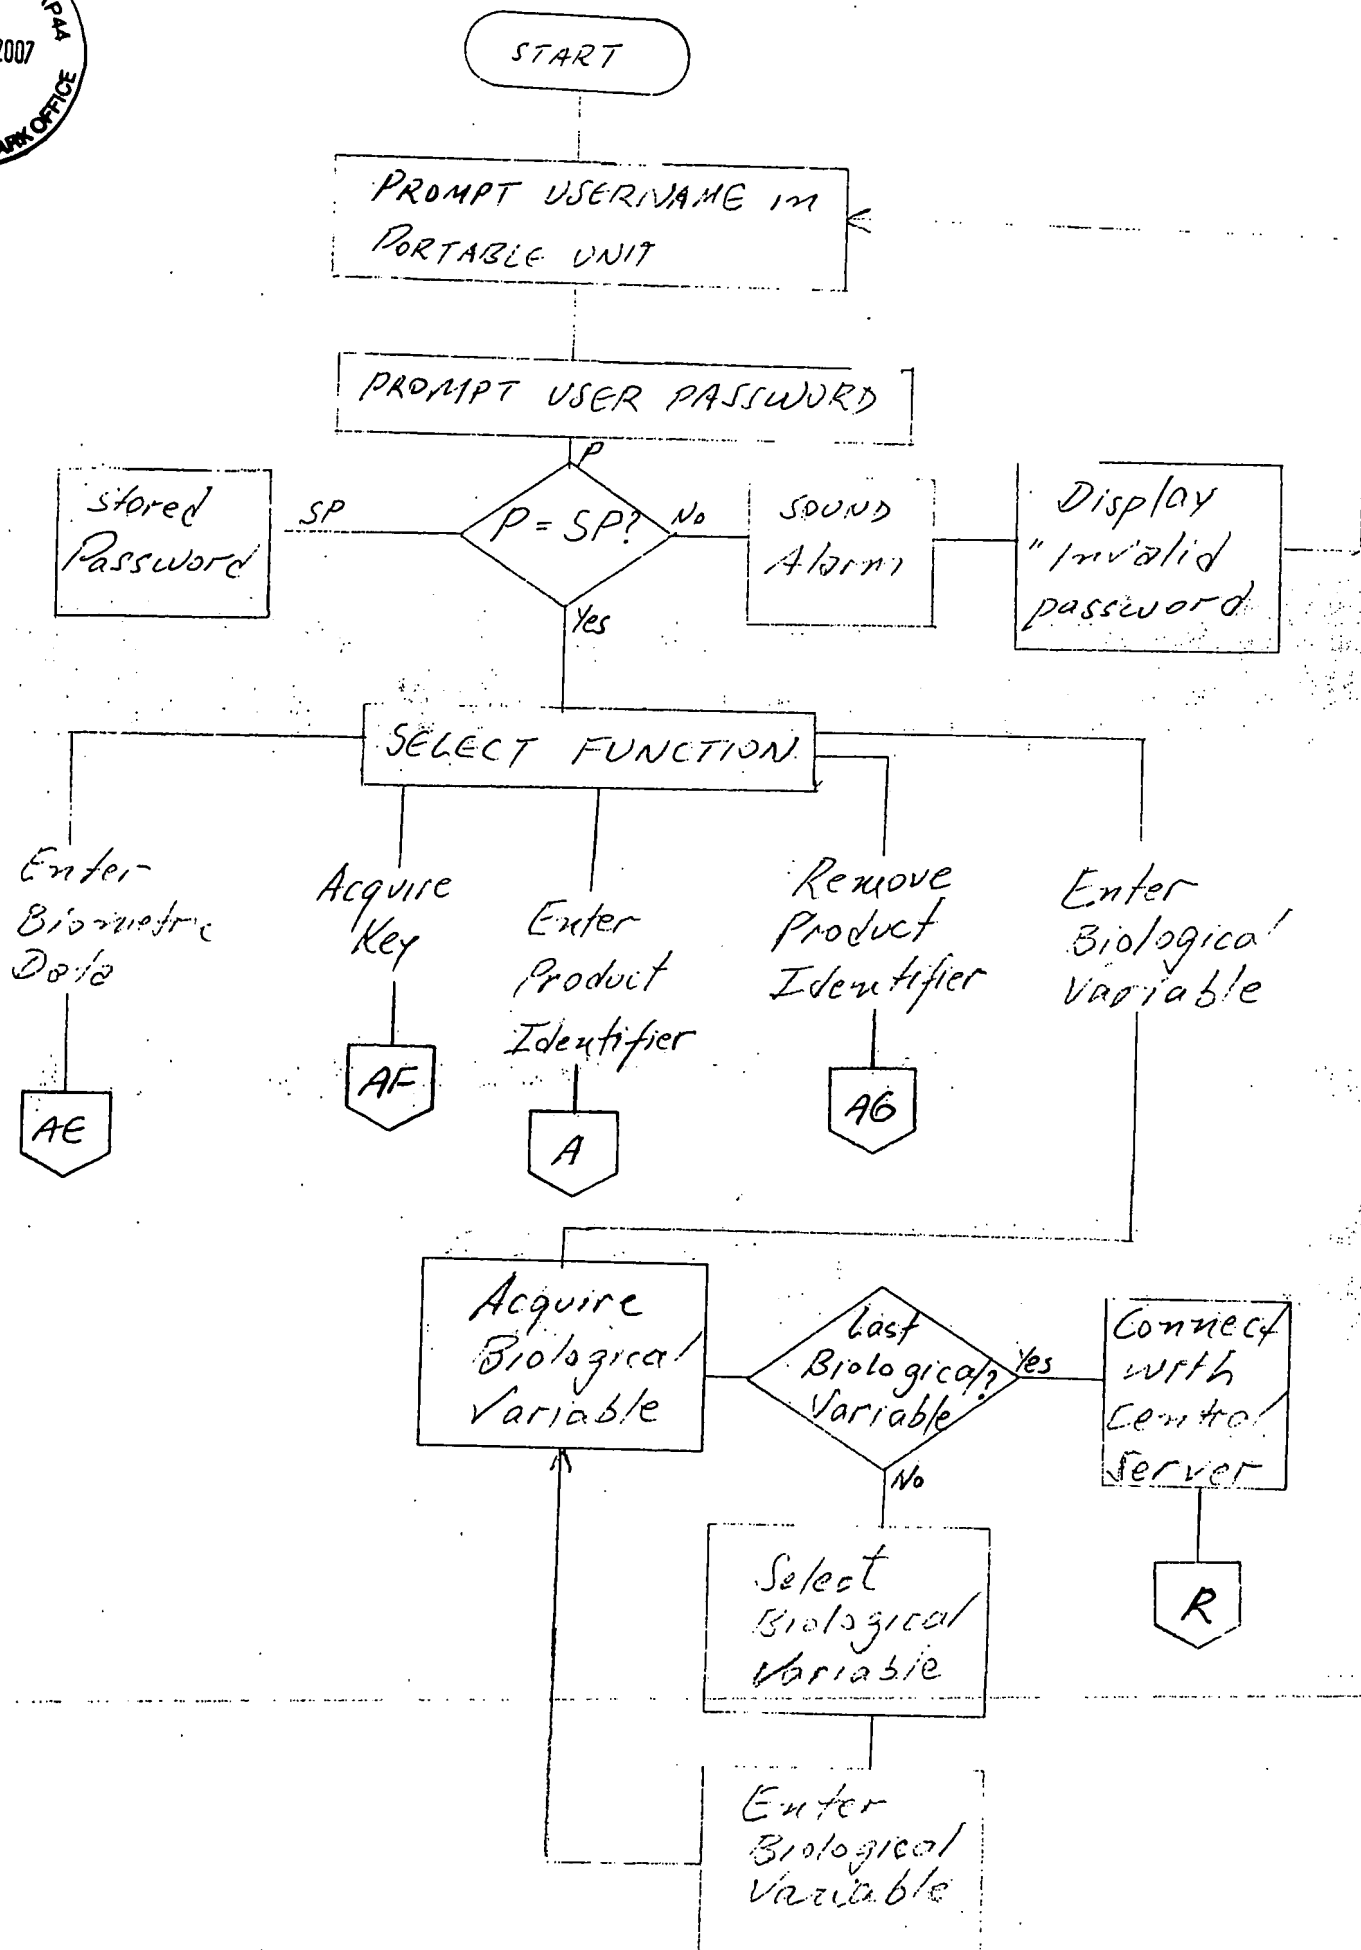 2007
START
PROMPT USERNAME in
PORTABLE UNIT
PROMPT USER PASSWORD
P
Stored
Password
SP
P = SP?
No
SOUND
Alarm
Display
"Invalid
password
Yes
SELECT FUNCTION
Enter
Biometric
Data
AE
Acquire
Key
AF
Enter
Product
Identifier
A
Remove
Product
Identifier
AG
Enter
Biological
Variable
Acquire
Biological
Variable
Last
Biological?
Variable
Yes
Connect
with
Central
Server
No
R
Select
Biological
Variable
Enter
Biological
Variable